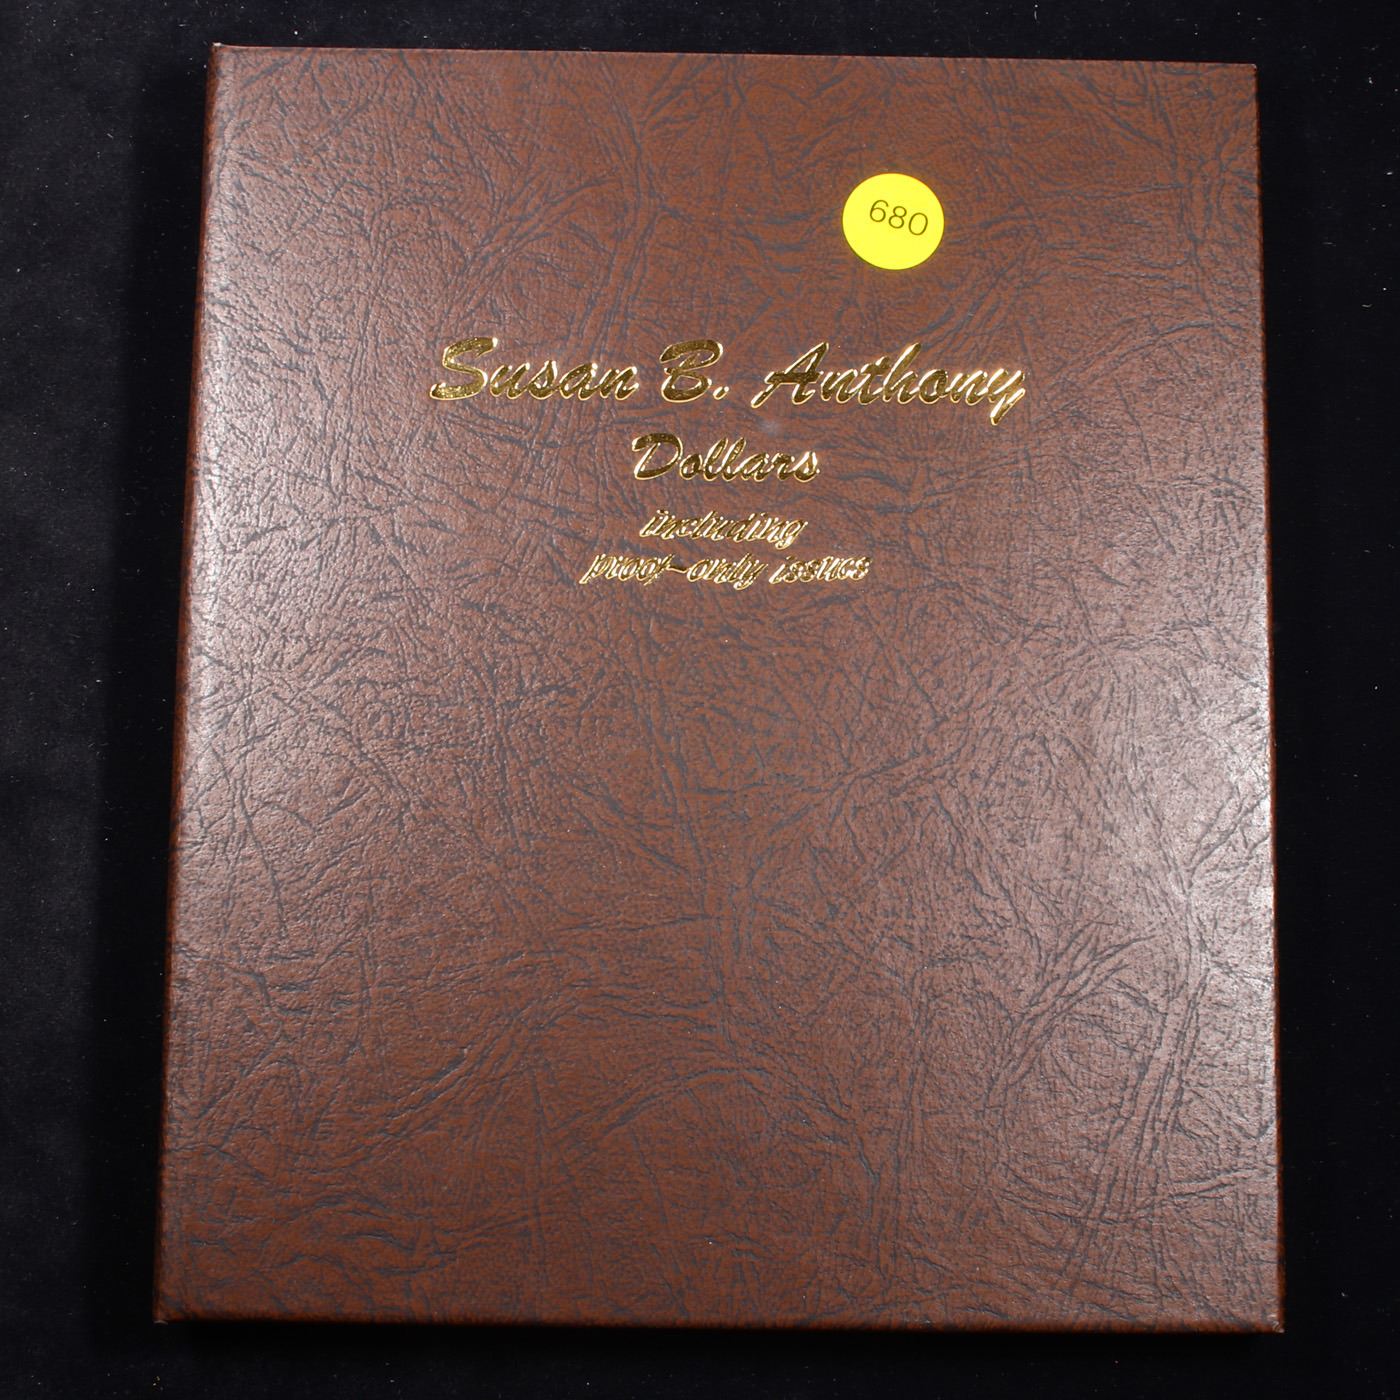 680
Susan B. Anthony
Dollars
including
proof-only issues